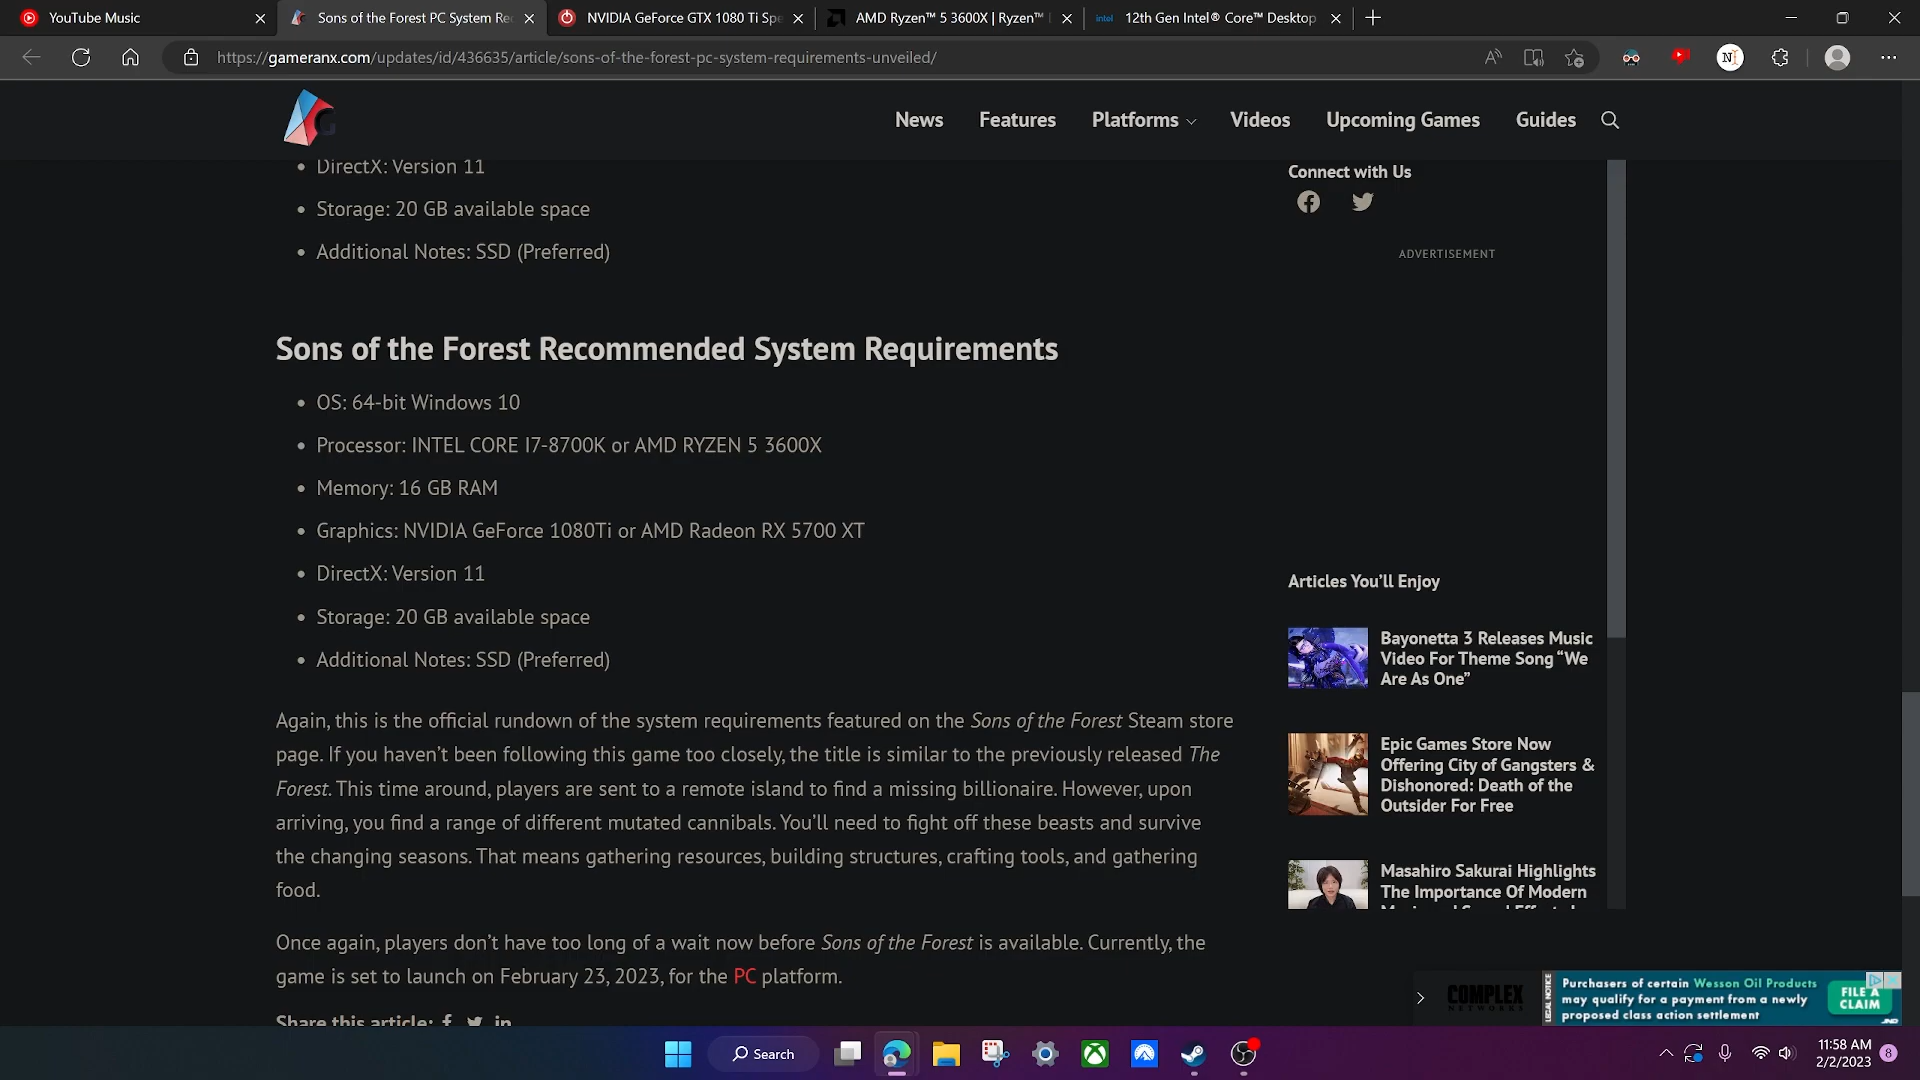 YouTube Music
Sons of the Forest PC System Re
NVIDIA GeForce GTX 1080 Ti Spe
AMD Ryzen™ 5 3600X | Ryzen™
intel
12th Gen Intel® Core™ Desktop
https://gameranx.com/updates/id/436635/article/sons-of-the-forest-pc-system-requirements-unveiled/
G
News
Features
Platforms
Videos
Upcoming Games
Guides
DirectX: Version 11
Storage: 20 GB available space
Additional Notes: SSD (Preferred)
Connect with Us
ADVERTISEMENT
Sons of the Forest Recommended System Requirements
OS: 64-bit Windows 10
Processor: INTEL CORE I7-8700K or AMD RYZEN 5 3600X
Memory: 16 GB RAM
Graphics: NVIDIA GeForce 1080Ti or AMD Radeon RX 5700 XT
DirectX: Version 11
Storage: 20 GB available space
Additional Notes: SSD (Preferred)
Again, this is the official rundown of the system requirements featured on the Sons of the Forest Steam store
page. If you haven't been following this game too closely, the title is similar to the previously released The
Forest. This time around, players are sent to a remote island to find a missing billionaire. However, upon
arriving, you find a range of different mutated cannibals. You'll need to fight off these beasts and survive
the changing seasons. That means gathering resources, building structures, crafting tools, and gathering
food.
Once again, players don't have too long of a wait now before Sons of the Forest is available. Currently, the
game is set to launch on February 23, 2023, for the PC platform.
Share this article:
Articles You'll Enjoy
Bayonetta 3 Releases Music
Video For Theme Song “We
Are As One”
Epic Games Store Now
Offering City of Gangsters &
Dishonored: Death of the
Outsider For Free
Masahiro Sakurai Highlights
The Importance Of Modern
COMPLEX
NETWORKS
LEGAL NOTICE
Purchasers of certain Wesson Oil Products
may qualify for a payment from a newly
proposed class action settlement
FILE A
CLAIM
JND
Search
11:58 AM
2/2/2023
8